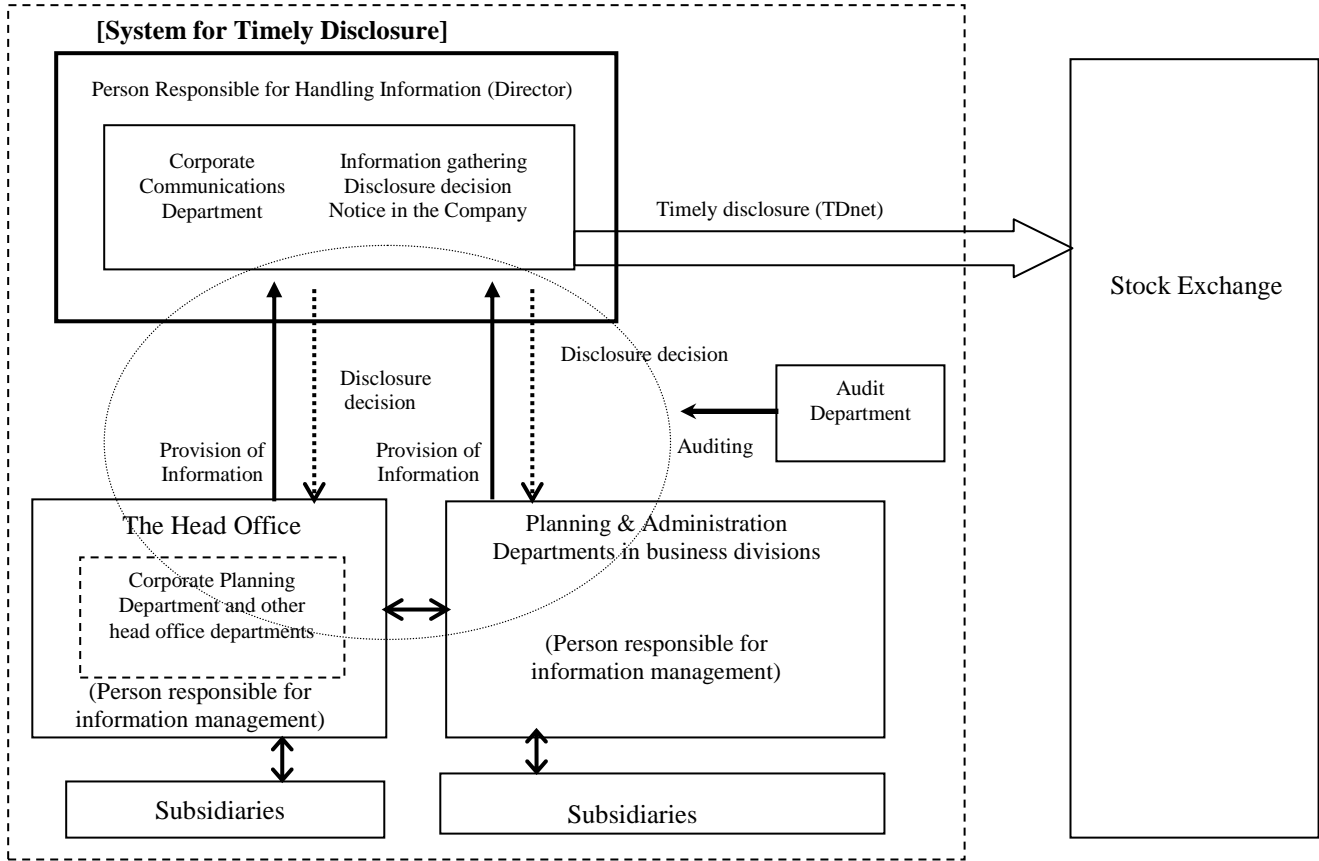 [System for Timely Disclosure]
Person Responsible for Handling Information (Director)
Corporate
Communications
Department
Information gathering
Disclosure decision
Notice in the Company
Timely disclosure (TDnet)
Stock Exchange
Disclosure decision
Disclosure
decision
Audit
Department
Auditing
Provision of
Information
Provision of
Information
The Head Office
Corporate Planning
Department and other
head office departments
(Person responsible for
information management)
Planning & Administration
Departments in business divisions
(Person responsible for
information management)
Subsidiaries
Subsidiaries